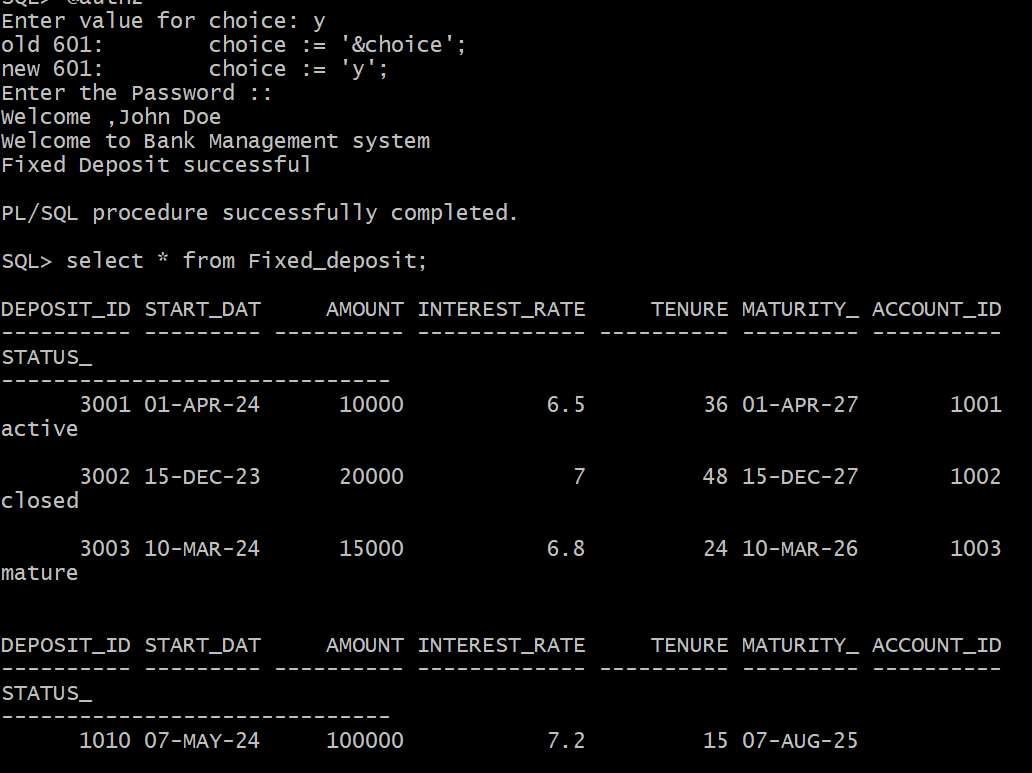 SQL> @auth2
Enter value for choice: y
old 601:        choice := '&choice';
new 601:        choice := 'y';
Enter the Password ::
Welcome ,John Doe
Welcome to Bank Management system
Fixed Deposit successful
PL/SQL procedure successfully completed.
SQL> select * from Fixed_deposit;
DEPOSIT_ID START_DAT     AMOUNT INTEREST_RATE     TENURE MATURITY_ ACCOUNT_ID
---------- --------- ---------- ------------- ---------- --------- ----------
STATUS_
------------------------------
      3001 01-APR-24      10000           6.5         36 01-APR-27       1001
active
      3002 15-DEC-23      20000             7         48 15-DEC-27       1002
closed
      3003 10-MAR-24      15000           6.8         24 10-MAR-26       1003
mature
DEPOSIT_ID START_DAT     AMOUNT INTEREST_RATE     TENURE MATURITY_ ACCOUNT_ID
---------- --------- ---------- ------------- ---------- --------- ----------
STATUS_
------------------------------
      1010 07-MAY-24     100000           7.2         15 07-AUG-25